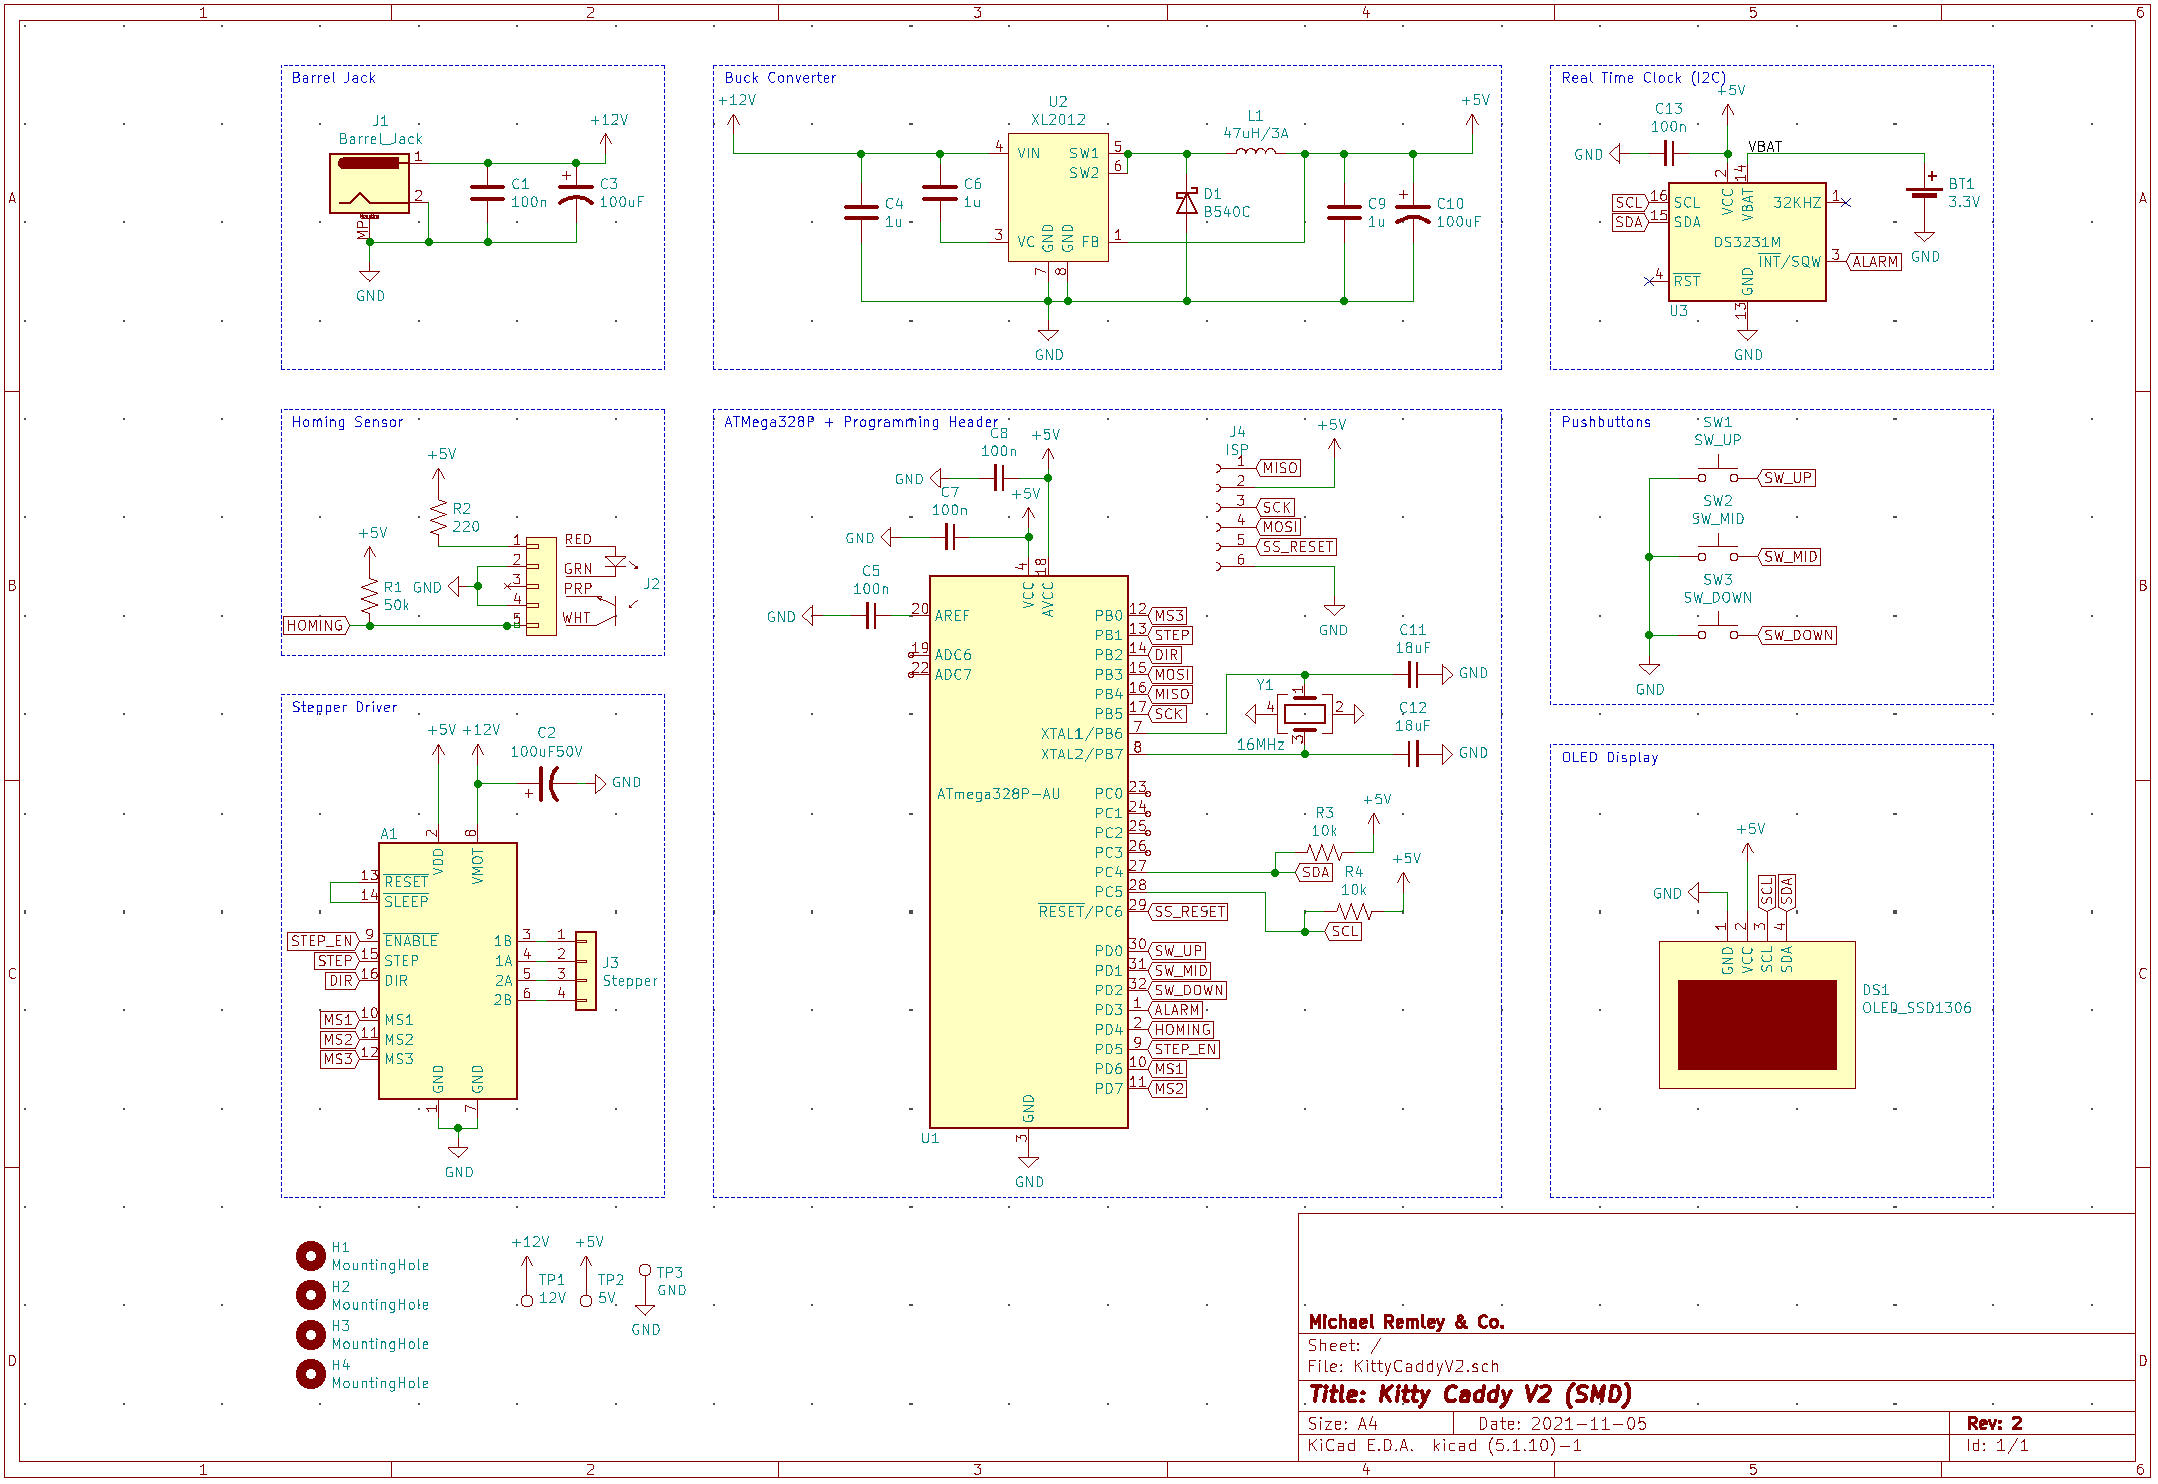 1 2 3 4 5 6
A
B
C
D
Barrel Jack
J1
Barrel_Jack
1
2
MP
Mounting
GND
C1
100n
C3
100uF
+12V
Buck Converter
+12V
C4
1u
C6
1u
U2
XL2012
4 VIN
3 VC
SW1 5
SW2 6
FB 1
GND 7
GND 8
GND
D1
B540C
L1
47uH/3A
C9
1u
C10
100uF
+5V
Real Time Clock (I2C)
+5V
C13
100n
GND
VBAT
SCL 16 SCL
SDA 15 SDA
4 RST
2 VCC
14 VBAT
32KHZ 1
DS3231M
INT/SQW 3 ALARM
GND 13
U3
GND
BT1
3.3V
GND
Homing Sensor
+5V
R2
220
+5V
R1
50k
GND
HOMING
1 RED
2 GRN
3 PRP
4
5 WHT
J2
Stepper Driver
+5V +12V
C2
100uF50V
GND
A1
2 VDD
8 VMOT
13 RESET
14 SLEEP
STEP_EN 9 ENABLE
STEP 15 STEP
DIR 16 DIR
MS1 10 MS1
MS2 11 MS2
MS3 12 MS3
1B 3 1
1A 4 2
2A 5 3
2B 6 4
J3
Stepper
GND 1
GND 7
GND
ATMega328P + Programming Header
C8
100n
+5V
GND
C7
100n
+5V
GND
C5
100n
GND
20 AREF
19 ADC6
22 ADC7
4 VCC
18 AVCC
J4
ISP
+5V
1 MISO
2
3 SCK
4 MOSI
5 SS_RESET
6
GND
PB0 12 MS3
PB1 13 STEP
PB2 14 DIR
PB3 15 MOSI
PB4 16 MISO
PB5 17 SCK
XTAL1/PB6 7
XTAL2/PB7 8
ATmega328P-AU
PC0 23
PC1 24
PC2 25
PC3 26
PC4 27
PC5 28
RESET/PC6 29 SS_RESET
PD0 30 SW_UP
PD1 31 SW_MID
PD2 32 SW_DOWN
PD3 1 ALARM
PD4 2 HOMING
PD5 9 STEP_EN
PD6 10 MS1
PD7 11 MS2
GND 3
U1
GND
Y1
16MHz
1
2
3
4
C11
18uF
GND
C12
18uF
GND
R3
10k
+5V
SDA
R4
10k
+5V
SCL
Pushbuttons
SW1
SW_UP
SW_UP
SW2
SW_MID
SW_MID
SW3
SW_DOWN
SW_DOWN
GND
OLED Display
+5V
GND
SCL
SDA
1 2 3 4
GND VCC SCL SDA
DS1
OLED_SSD1306
H1
MountingHole
H2
MountingHole
H3
MountingHole
H4
MountingHole
+12V
TP1
12V
+5V
TP2
5V
TP3
GND
GND
Michael Remley & Co.
Sheet: /
File: KittyCaddyV2.sch
Title: Kitty Caddy V2 (SMD)
Size: A4 Date: 2021-11-05 Rev: 2
KiCad E.D.A. kicad (5.1.10)-1 Id: 1/1
A
B
C
D
1 2 3 4 5 6